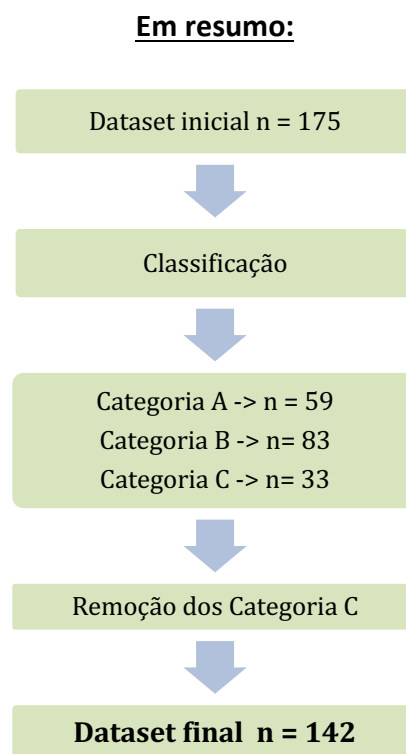 Em resumo:
Dataset inicial n = 175
Classificação
Categoria A -> n = 59
Categoria B -> n= 83
Categoria C -> n= 33
Remoção dos Categoria C
Dataset final n = 142